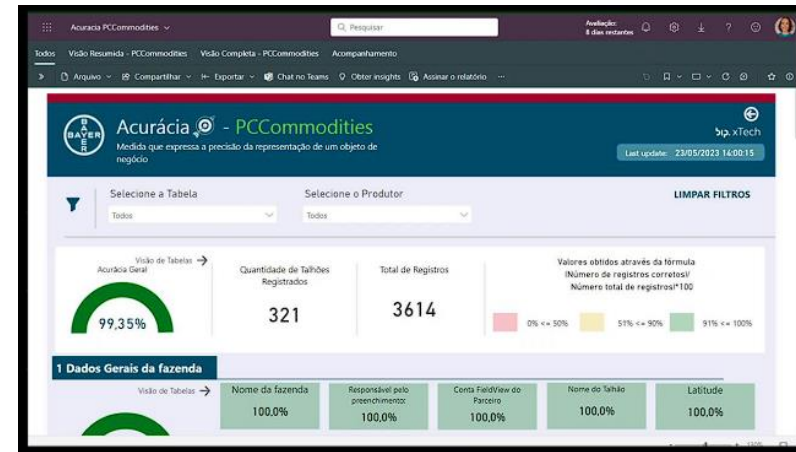 Acuracia PCCommodities
Pesquisar
Avaliação:
8 dias restantes
Todos Visão Resumida - PCCommodities Visão Completa - PCCommodities Acompanhamento
Arquivo Compartilhar Exportar Chat no Teams Obter insights Assinar o relatório ...
BAYER
BAYER
Acurácia - PCCommodities
Medida que expressa a precisão da representação de um objeto de
negócio
xTech
Last update: 23/05/2023 14:00:15
Selecione a Tabela
Todos
Selecione o Produtor
Todos
LIMPAR FILTROS
Visão de Tabelas
Acurácia Geral
99,35%
Quantidade de Talhões
Registrados
321
Total de Registros
3614
Valores obtidos através da fórmula
(Número de registros corretos)/
Número total de registros)*100
0% <= 50%
51% <= 90%
91% <= 100%
1 Dados Gerais da fazenda
Visão de Tabelas
Nome da fazenda
100,0%
Responsável pelo
preenchimento:
100,0%
Conta FieldView do
Parceiro
100,0%
Nome do Talhão
100,0%
Latitude
100,0%
130%